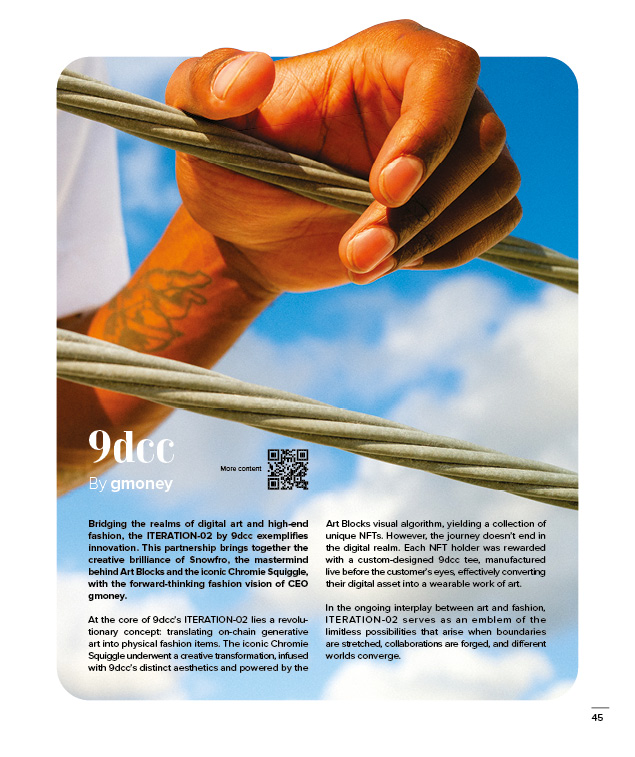 9dcc
By gmoney
More content
Bridging the realms of digital art and high-end
fashion, the ITERATION-02 by 9dcc exemplifies
innovation. This partnership brings together the
creative brilliance of Snowfro, the mastermind
behind Art Blocks and the iconic Chromie Squiggle,
with the forward-thinking fashion vision of CEO
gmoney.
At the core of 9dcc's ITERATION-02 lies a revolu-
tionary concept: translating on-chain generative
art into physical fashion items. The iconic Chromie
Squiggle underwent a creative transformation, infused
with 9dcc's distinct aesthetics and powered by the
Art Blocks visual algorithm, yielding a collection of
unique NFTs. However, the journey doesn't end in
the digital realm. Each NFT holder was rewarded
with a custom-designed 9dcc tee, manufactured
live before the customer's eyes, effectively converting
their digital asset into a wearable work of art.
In the ongoing interplay between art and fashion,
ITERATION-02 serves as an emblem of the
limitless possibilities that arise when boundaries
are stretched, collaborations are forged, and different
worlds converge.
45